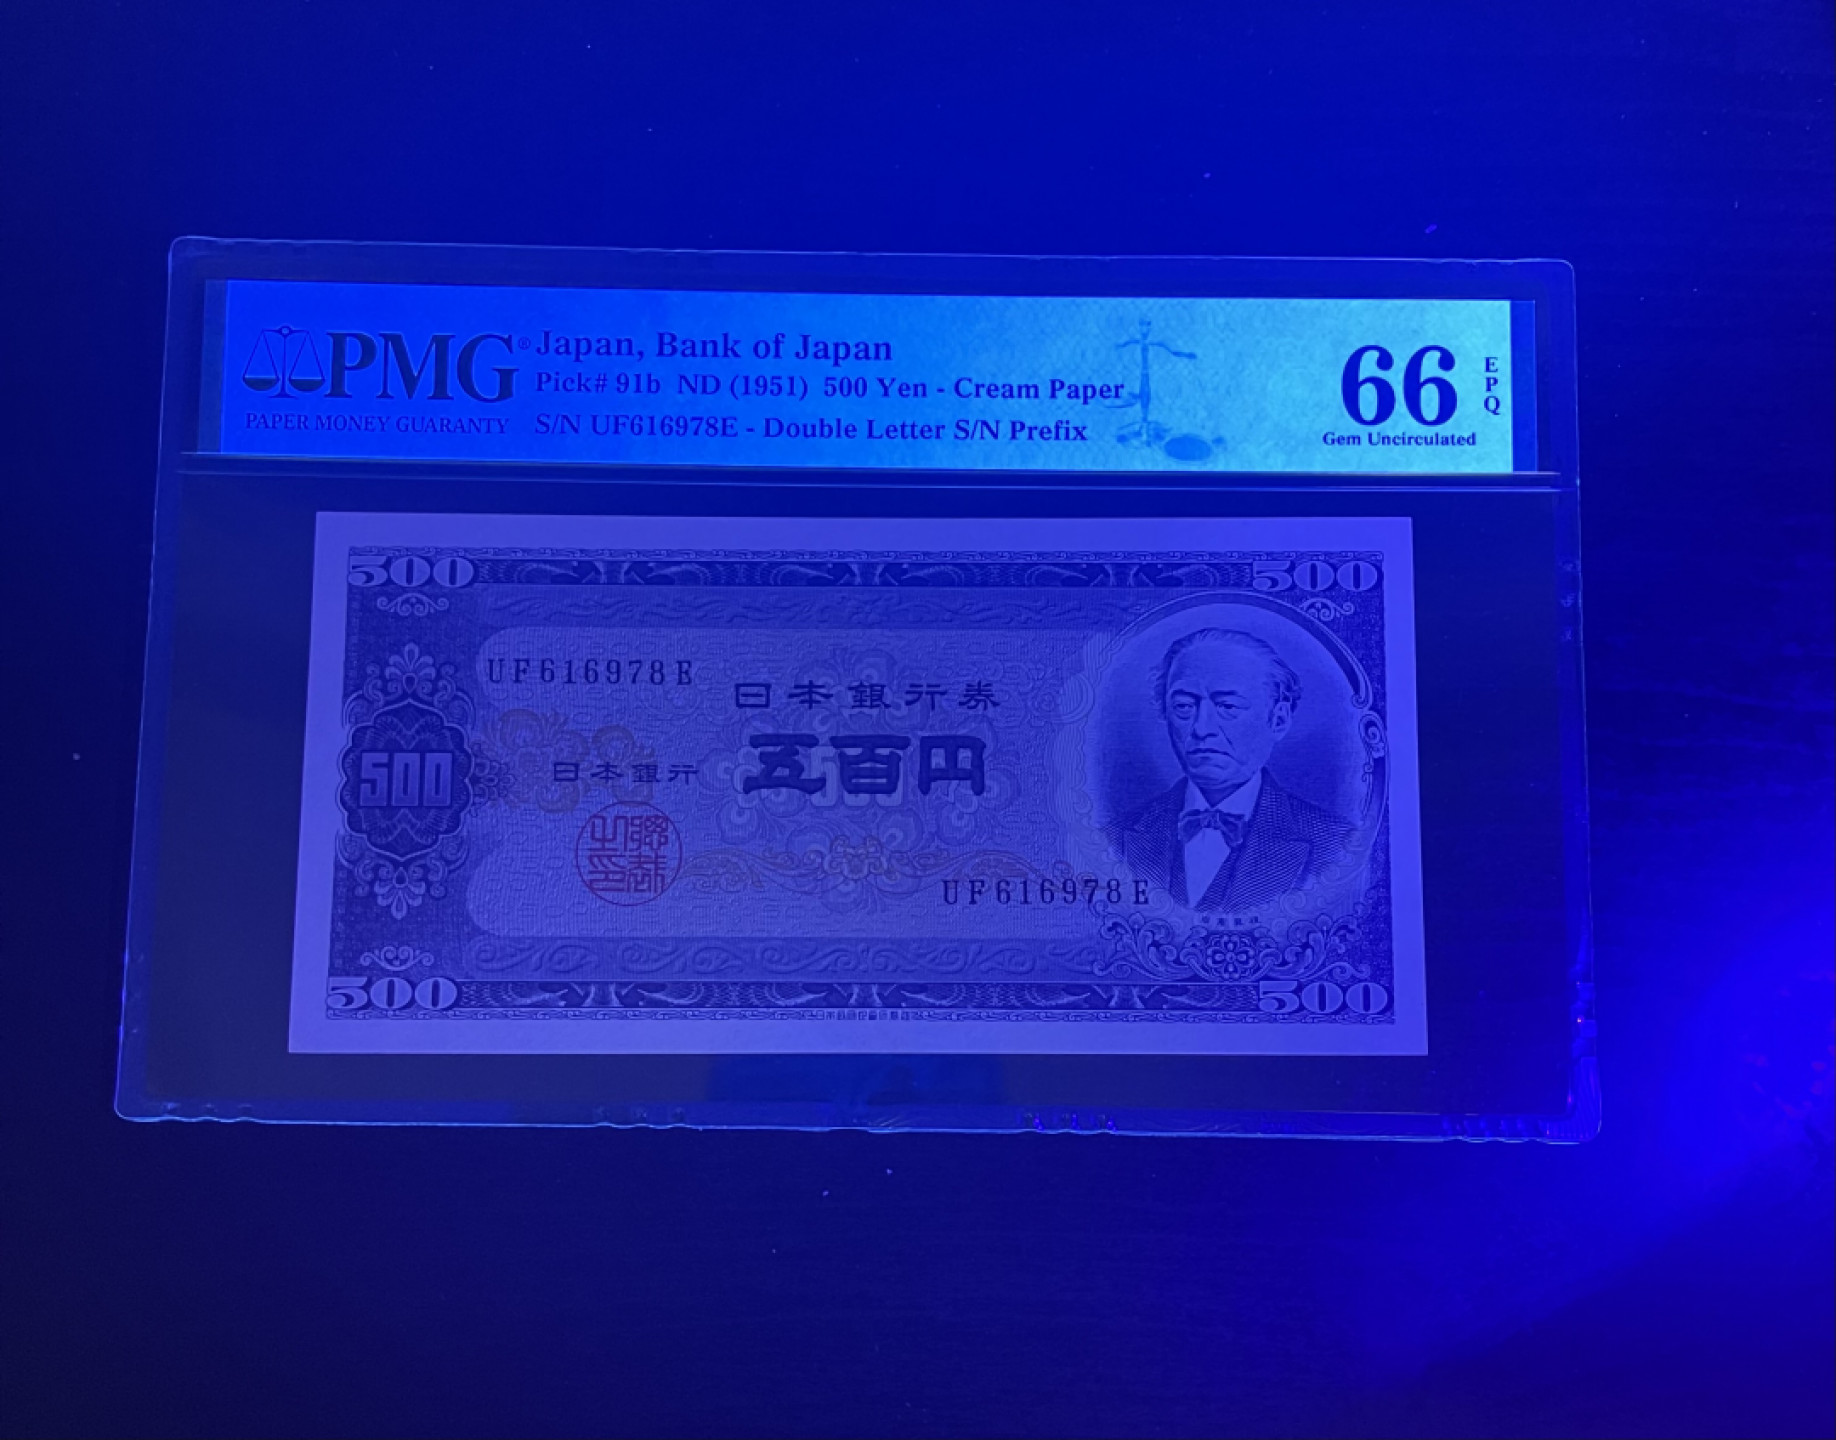 PMG®
PAPER MONEY GUARANTY
Japan, Bank of Japan
Pick# 91b ND (1951) 500 Yen - Cream Paper
S/N UF616978E - Double Letter S/N Prefix
66
EPQ
Gem Uncirculated
500
500
UF616978E
日本銀行券
500
日本銀行
五百円
UF616978E
500
500